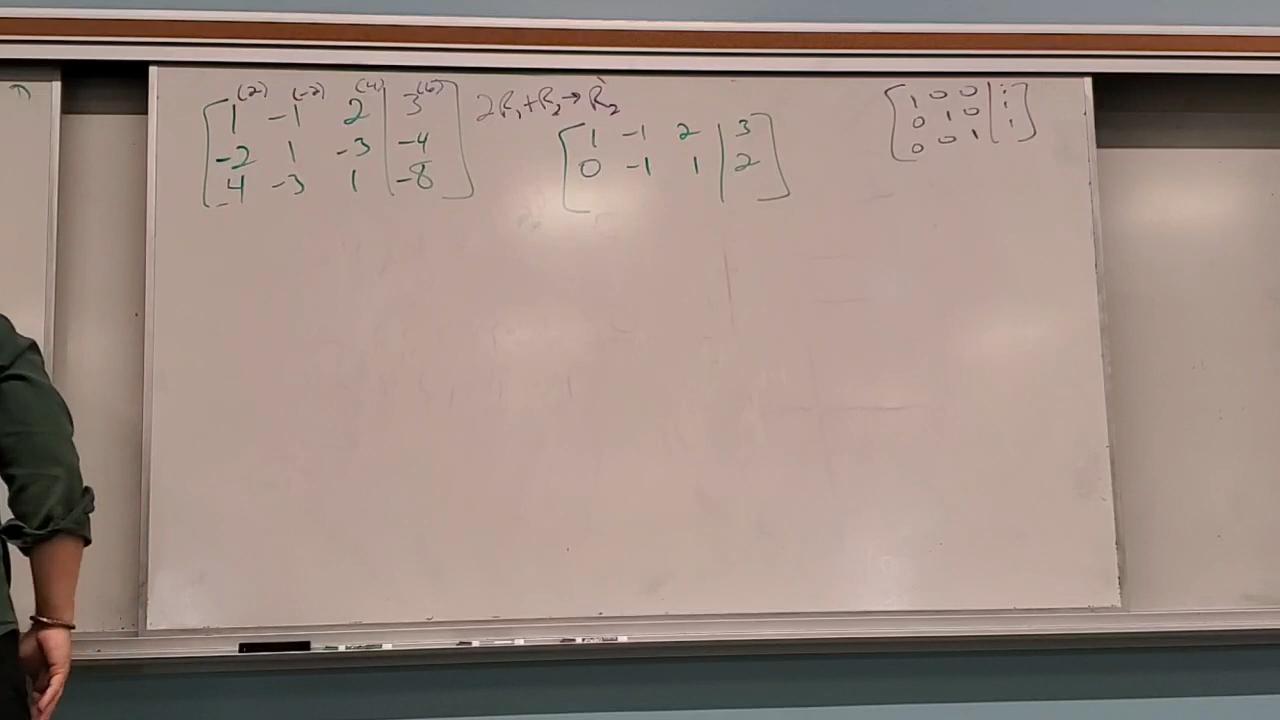 (2) (-2) (4) (6)
1 -1 2 | 3
-2 1 -3 | -4
4 -3 1 | -8
2R₁+R₂→R₂
1 -1 2 | 3
0 -1 1 | 2
1 0 0
0 1 0
0 0 1